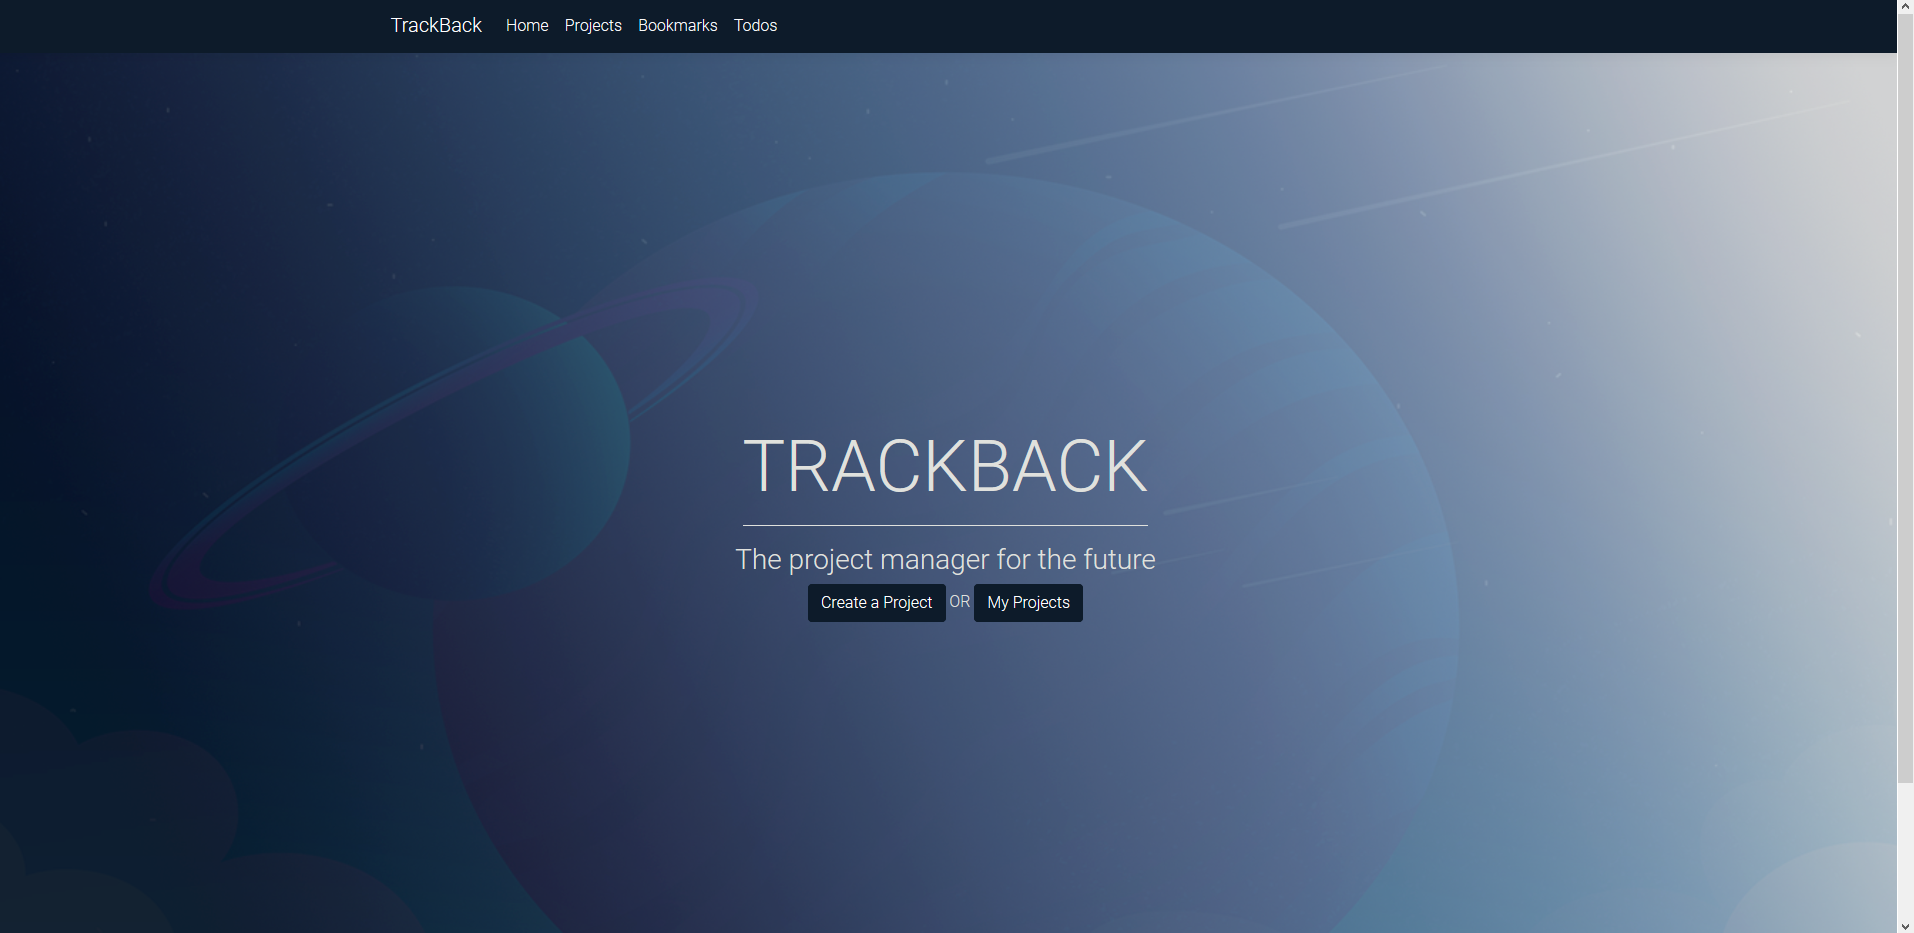 TrackBack Home Projects Bookmarks Todos
TRACKBACK
The project manager for the future
Create a Project OR My Projects